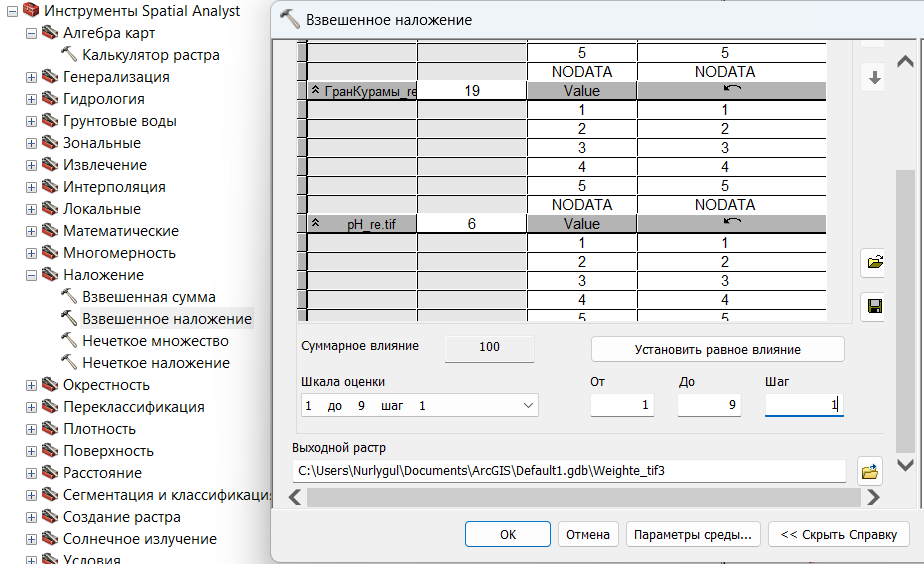 Инструменты Spatial Analyst
Алгебра карт
Калькулятор растра
Генерализация
Гидрология
Грунтовые воды
Зональные
Извлечение
Интерполяция
Локальные
Математические
Многомерность
Наложение
Взвешенная сумма
Взвешенное наложение
Нечеткое множество
Нечеткое наложение
Окрестность
Переклассификация
Плотность
Поверхность
Расстояние
Сегментация и классификация
Создание растра
Солнечное излучение
Условия
Взвешенное наложение
5 5
NODATA NODATA
ГранКурамы_re 19 Value
1 1
2 2
3 3
4 4
5 5
NODATA NODATA
pH_re.tif 6 Value
1 1
2 2
3 3
4 4
5 5
Суммарное влияние 100 Установить равное влияние
Шкала оценки От До Шаг
1 до 9 шаг 1 1 9 1
Выходной растр
C:\Users\Nurlygul\Documents\ArcGIS\Default1.gdb\Weighte_tif3
OK Отмена Параметры среды... << Скрыть Справку